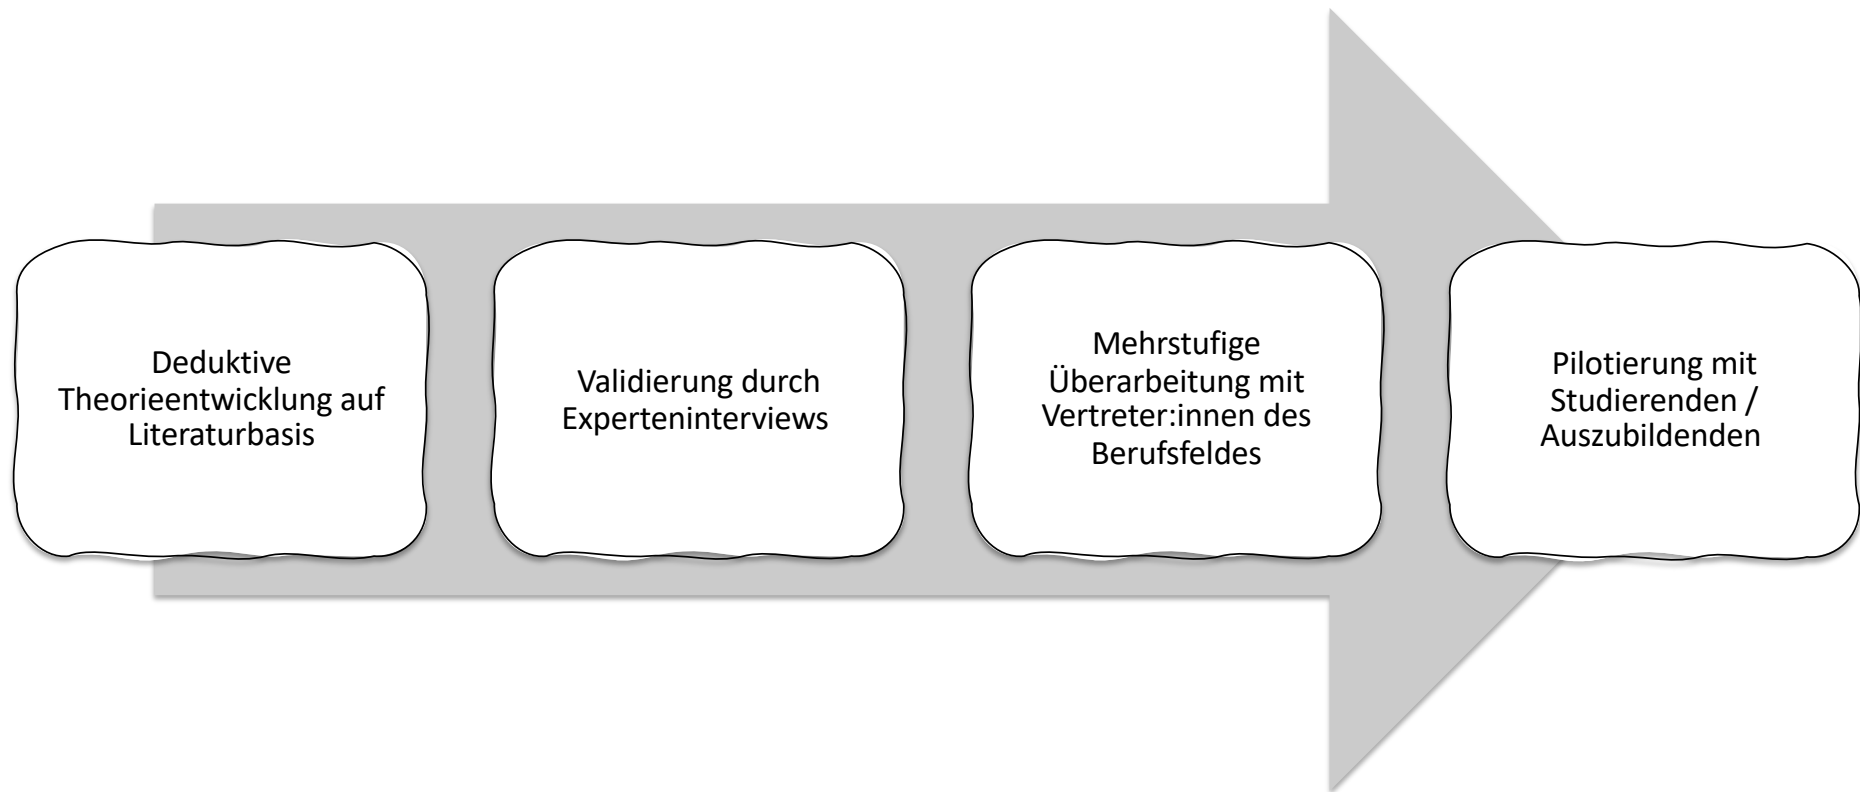 Deduktive
Theorieentwicklung auf
Literaturbasis
Validierung durch
Experteninterviews
Mehrstufige
Überarbeitung mit
Vertreter:innen des
Berufsfeldes
Pilotierung mit
Studierenden /
Auszubildenden